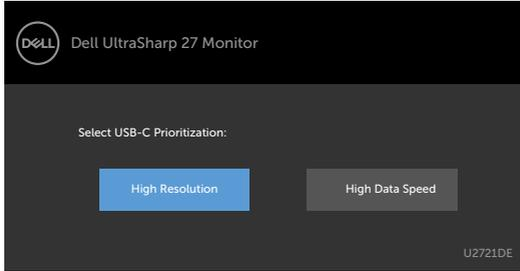 DELL
Dell UltraSharp 27 Monitor
Select USB-C Prioritization:
High Resolution
High Data Speed
U2721DE